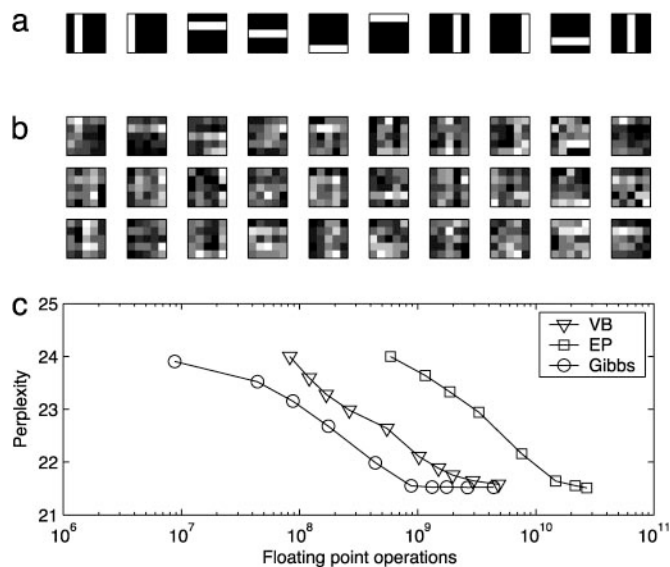 a
b
c
25
24
23
22
21
Perplexity
VB
EP
Gibbs
10^6
10^7
10^8
10^9
10^10
10^11
Floating point operations